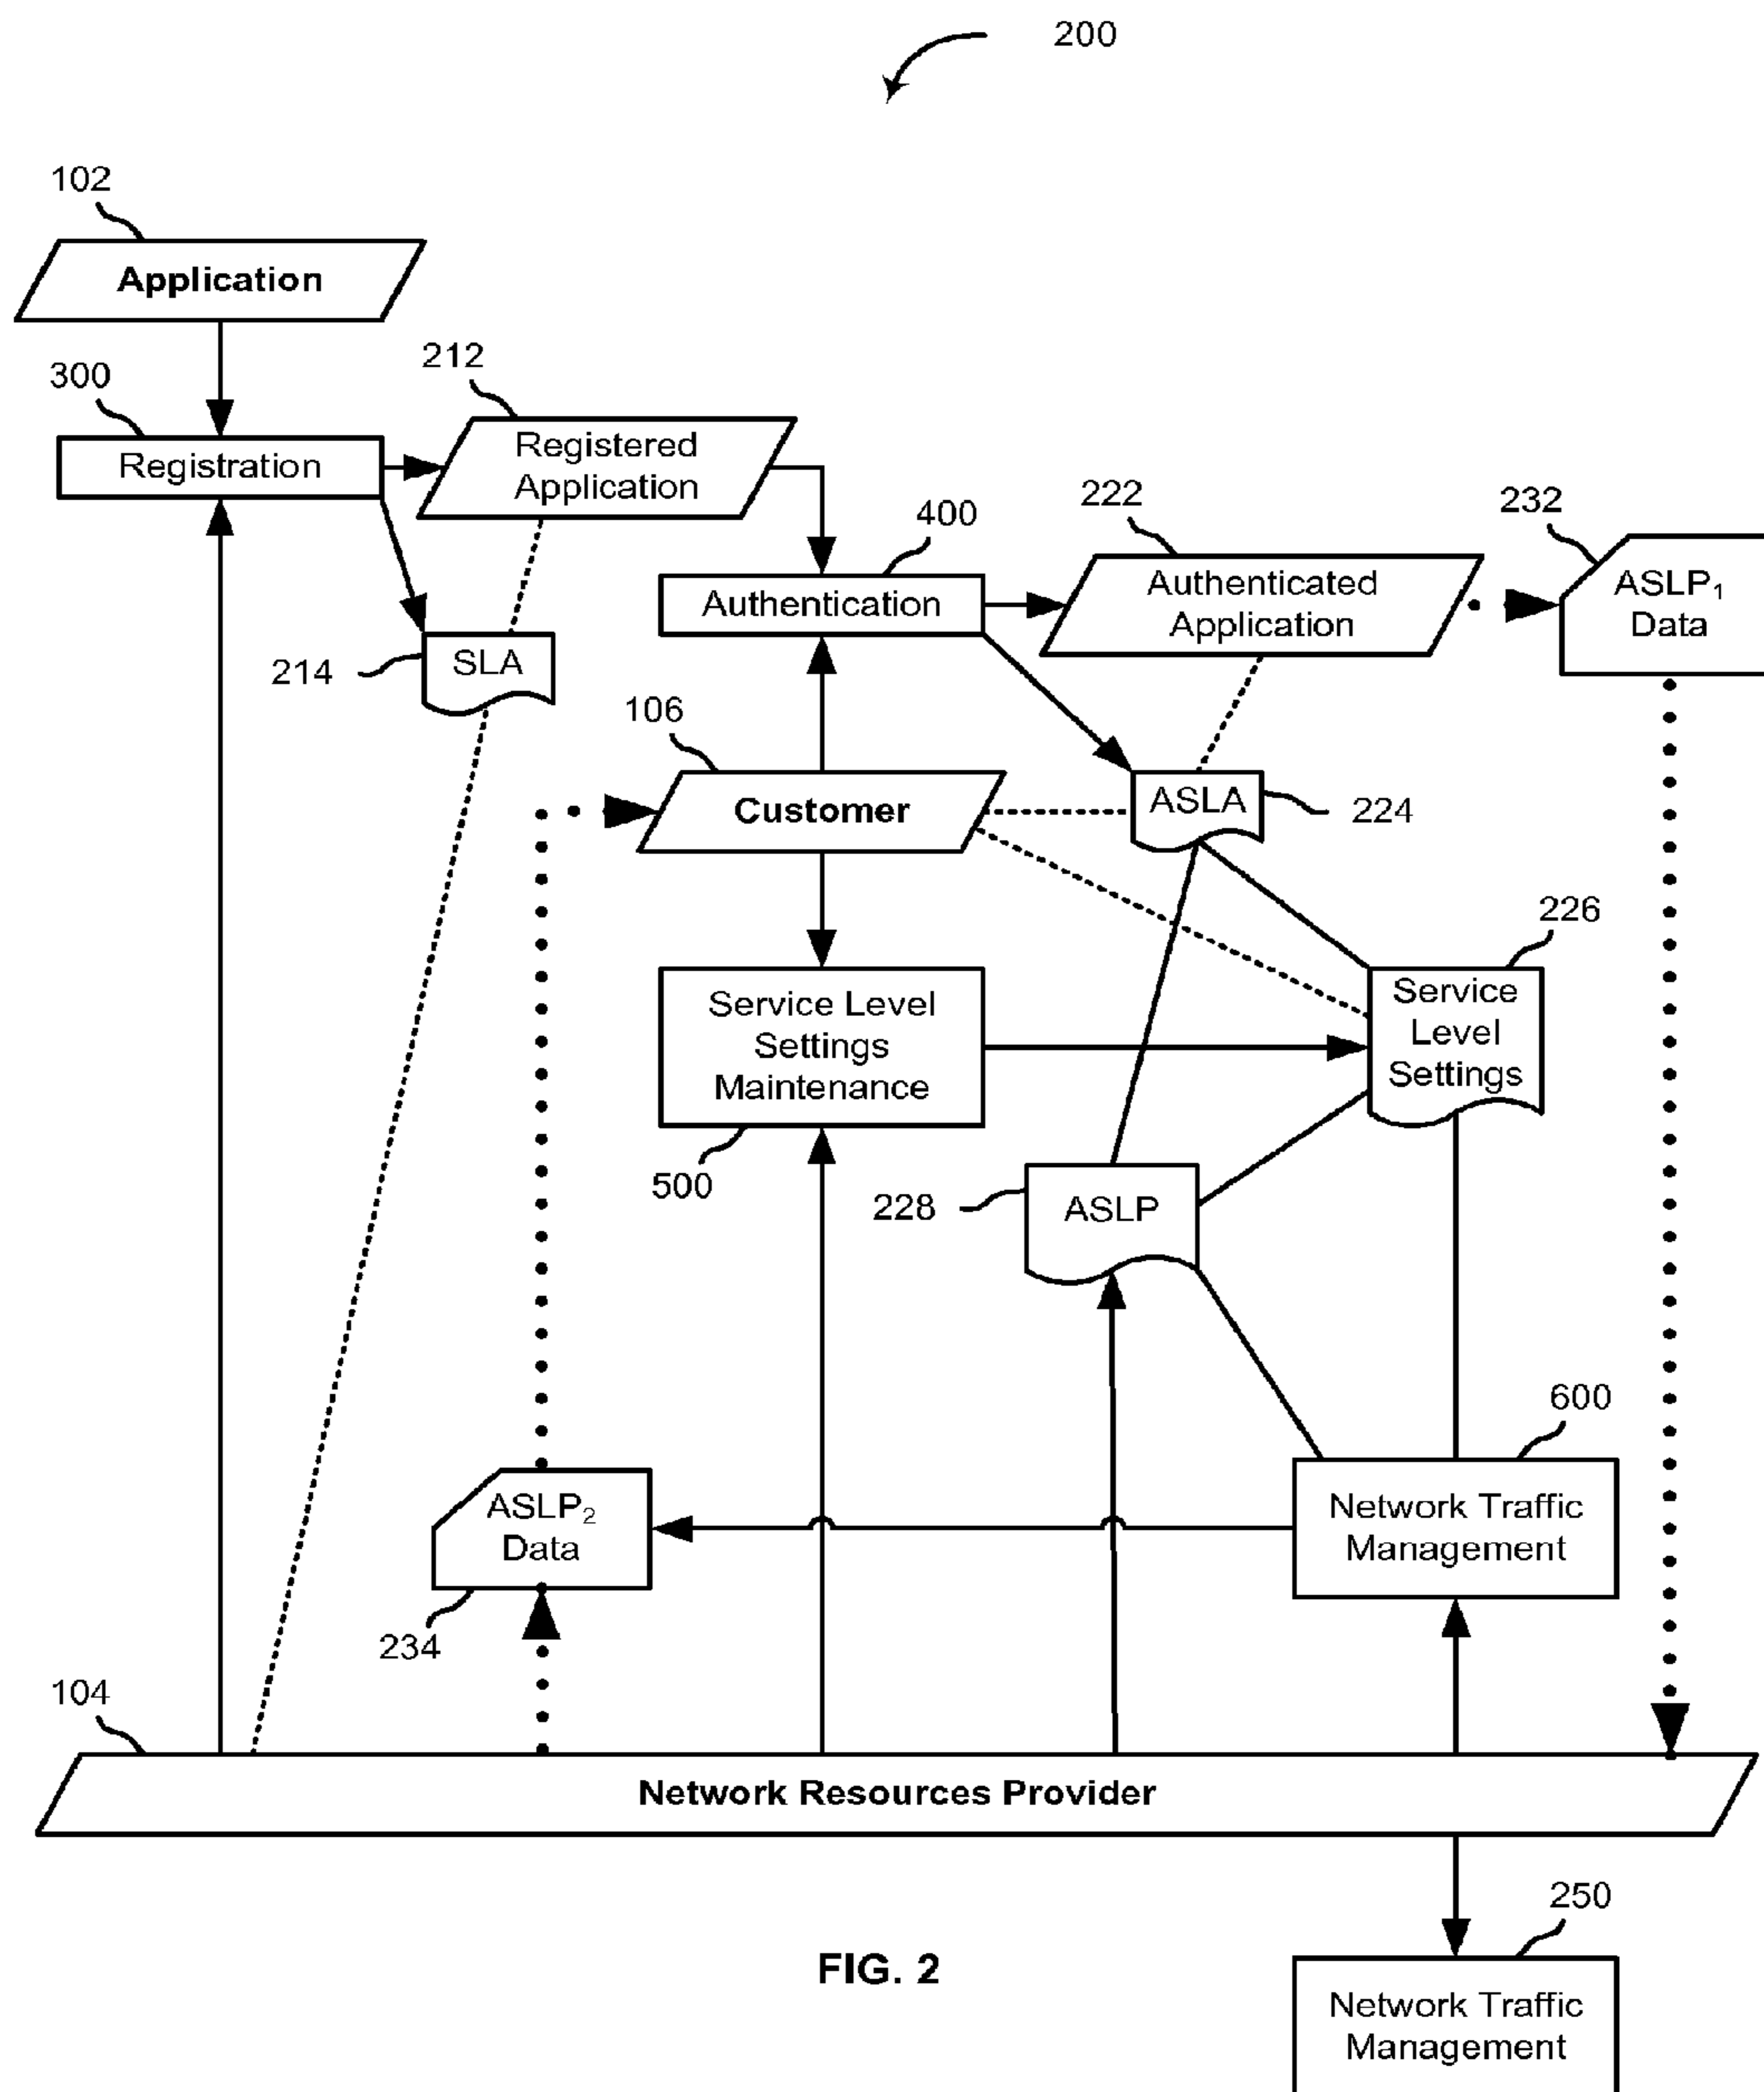 200
102
Application
300
212
Registration
Registered
Application
400
222
232
Authentication
Authenticated
Application
ASLP₁
Data
214
SLA
106
Customer
ASLA
224
226
Service Level
Settings
Maintenance
Service
Level
Settings
500
228
ASLP
600
ASLP₂
Data
Network Traffic
Management
234
104
Network Resources Provider
250
FIG. 2
Network Traffic
Management